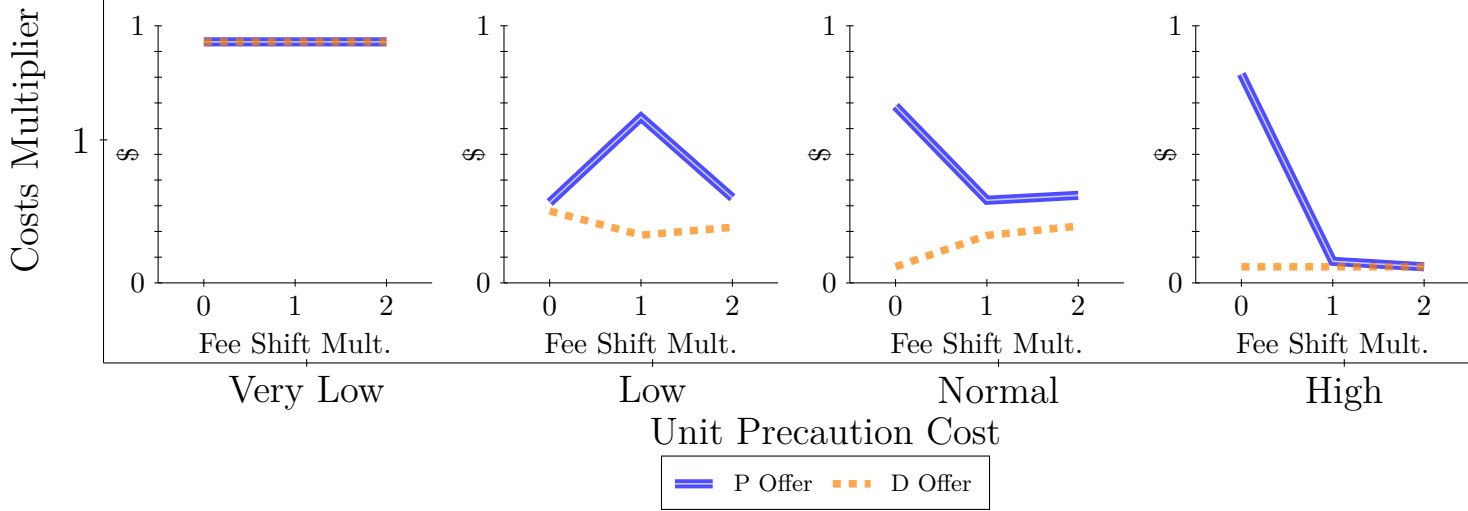 Costs Multiplier
1
1
$
0
0 1 2
Fee Shift Mult.
1
$
0
0 1 2
Fee Shift Mult.
1
$
0
0 1 2
Fee Shift Mult.
1
$
0
0 1 2
Fee Shift Mult.
Very Low
Low
Normal
High
Unit Precaution Cost
P Offer D Offer